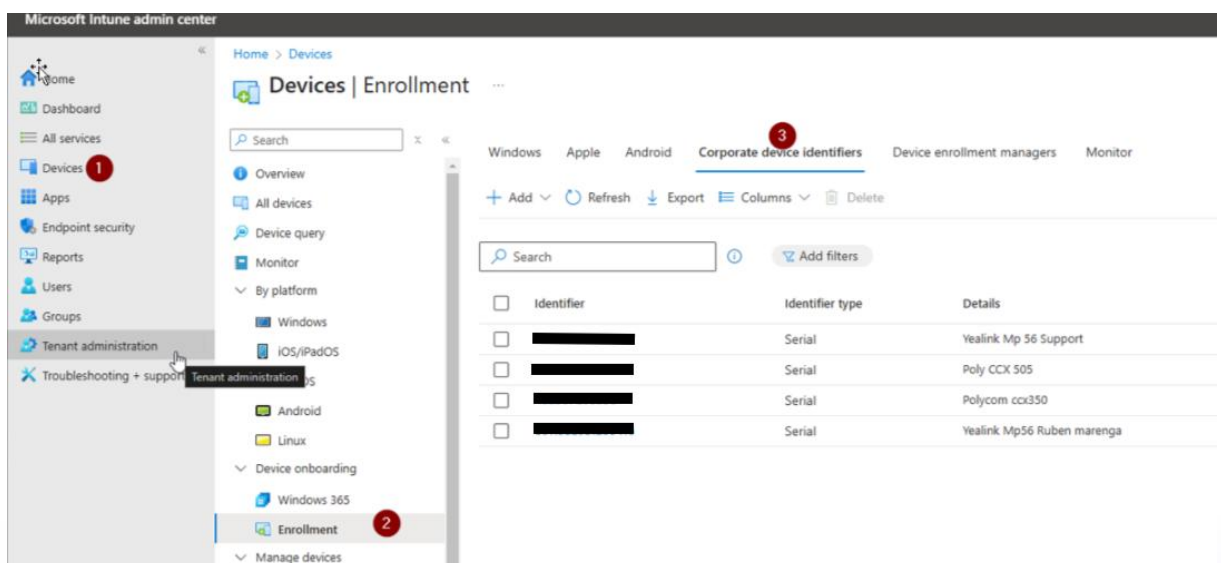 Microsoft Intune admin center
Home
Dashboard
All services
Devices 1
Apps
Endpoint security
Reports
Users
Groups
Tenant administration
Troubleshooting + support
Tenant administration
Home > Devices
Devices | Enrollment ...
Search
Overview
All devices
Device query
Monitor
By platform
Windows
iOS/iPadOS
OS
Android
Linux
Device onboarding
Windows 365
Enrollment 2
Manage devices
3
Windows Apple Android Corporate device identifiers Device enrollment managers Monitor
Add Refresh Export Columns Delete
Search Add filters
Identifier Identifier type Details
Serial Yealink Mp 56 Support
Serial Poly CCX 505
Serial Polycom ccx350
Serial Yealink Mp56 Ruben marenga